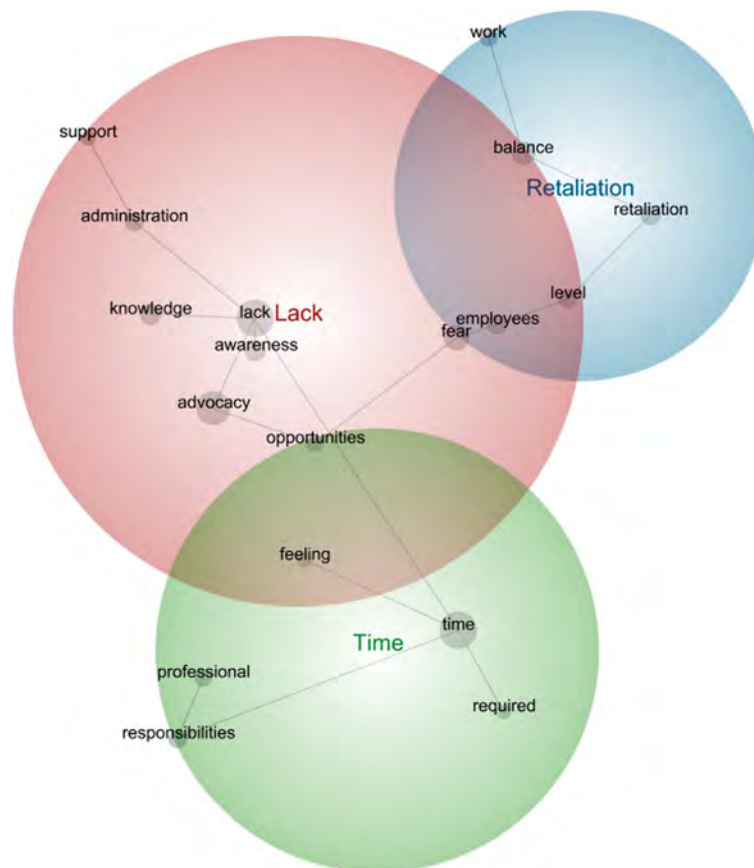 work
support
balance
Retaliation
administration
retaliation
level
knowledge
lack
Lack
employees
fear
awareness
advocacy
opportunities
feeling
time
Time
professional
required
responsibilities